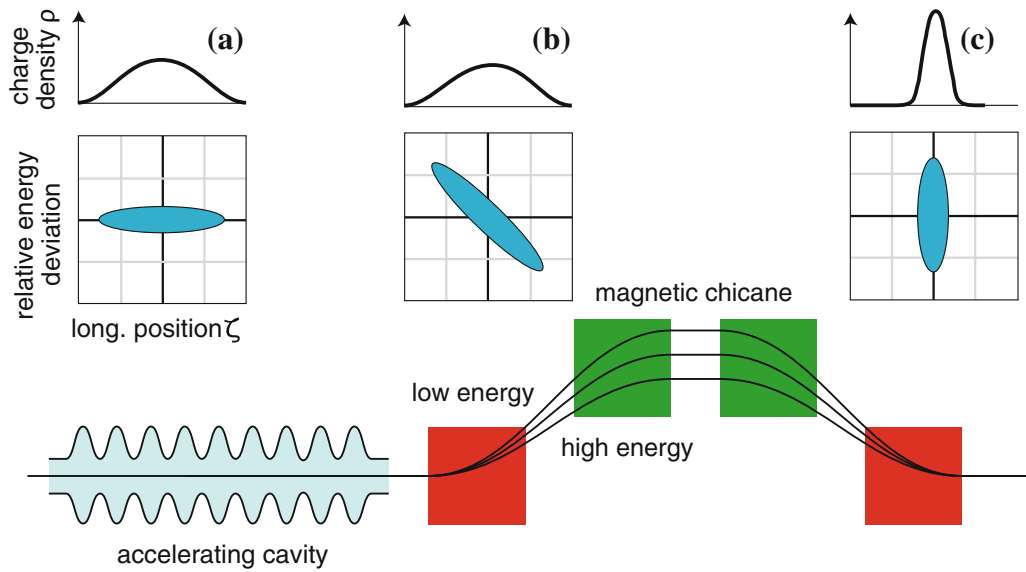 charge
density ρ
(a)
(b)
(c)
relative energy
deviation
long. position ζ
magnetic chicane
low energy
high energy
accelerating cavity